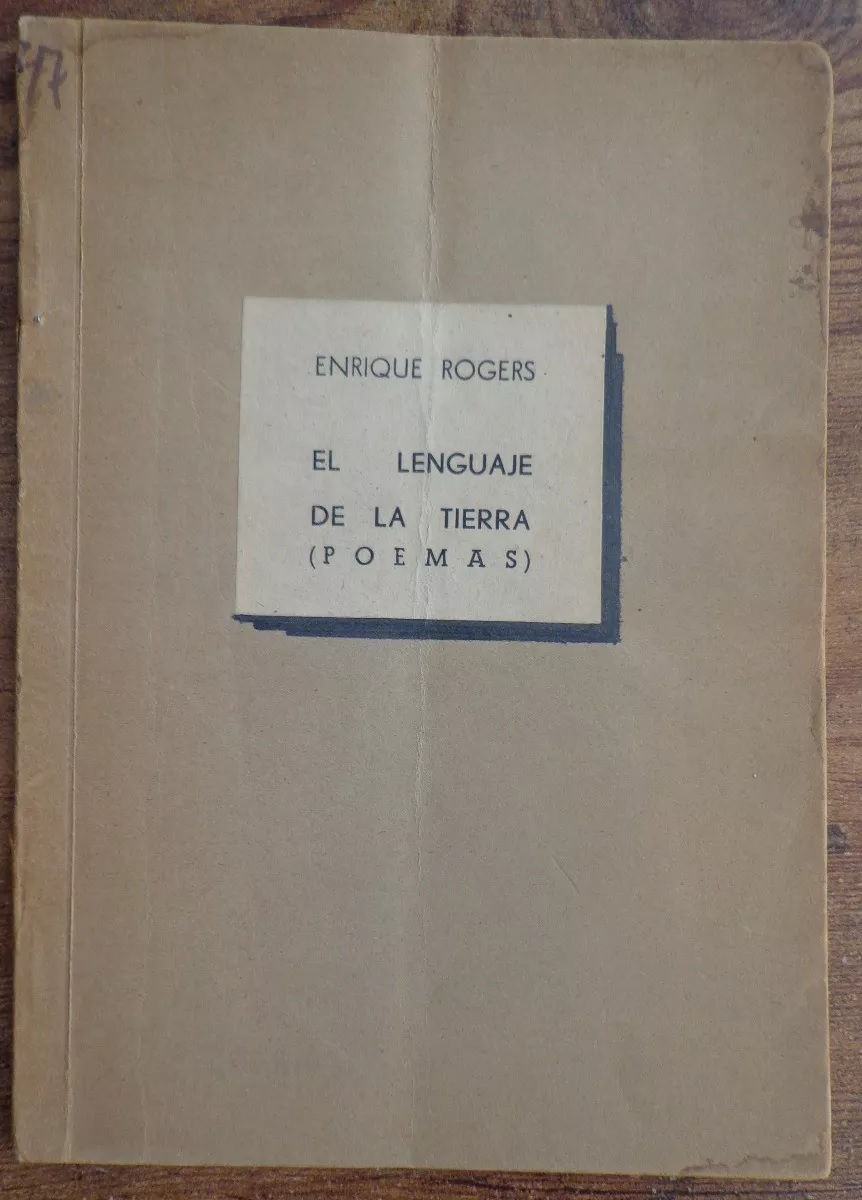 ENRIQUE ROGERS
EL LENGUAJE
DE LA TIERRA
(POEMAS)